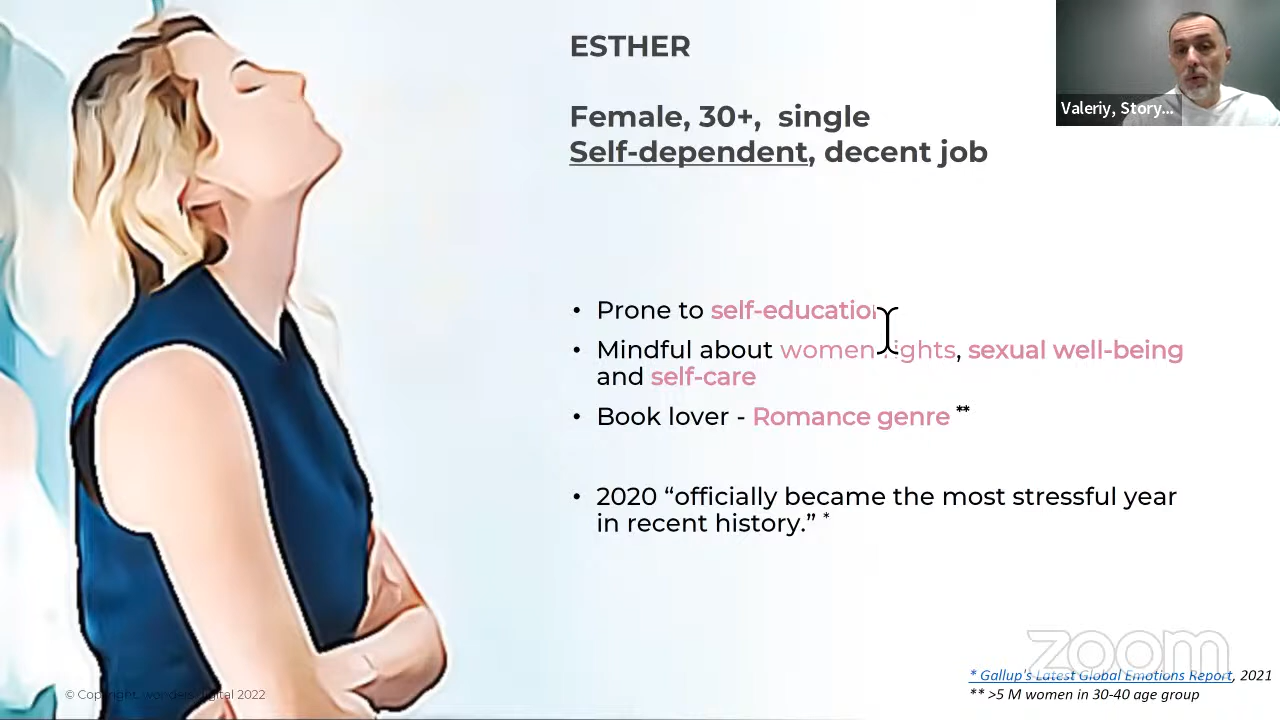 ESTHER
Valeriy, Story...
Female, 30+, single
Self-dependent, decent job
• Prone to self-education
• Mindful about women rights, sexual well-being
and self-care
• Book lover - Romance genre **
• 2020 “officially became the most stressful year
in recent history.” *
zoom
* Gallup's Latest Global Emotions Report, 2021
** >5 M women in 30-40 age group
© Copyright. wonders.digital 2022